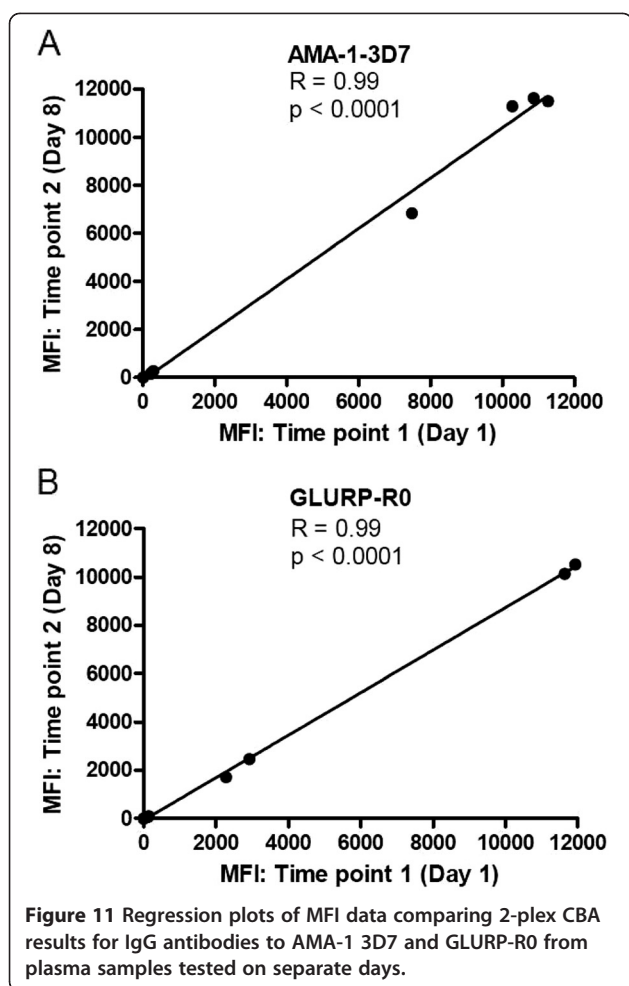 A
AMA-1-3D7
R = 0.99
p < 0.0001
12000
10000
8000
6000
4000
2000
0
MFI: Time point 2 (Day 8)
0 2000 4000 6000 8000 10000 12000
MFI: Time point 1 (Day 1)
B
GLURP-R0
R = 0.99
p < 0.0001
12000
10000
8000
6000
4000
2000
0
MFI: Time point 2 (Day 8)
0 2000 4000 6000 8000 10000 12000
MFI: Time point 1 (Day 1)
Figure 11 Regression plots of MFI data comparing 2-plex CBA
results for IgG antibodies to AMA-1 3D7 and GLURP-R0 from
plasma samples tested on separate days.